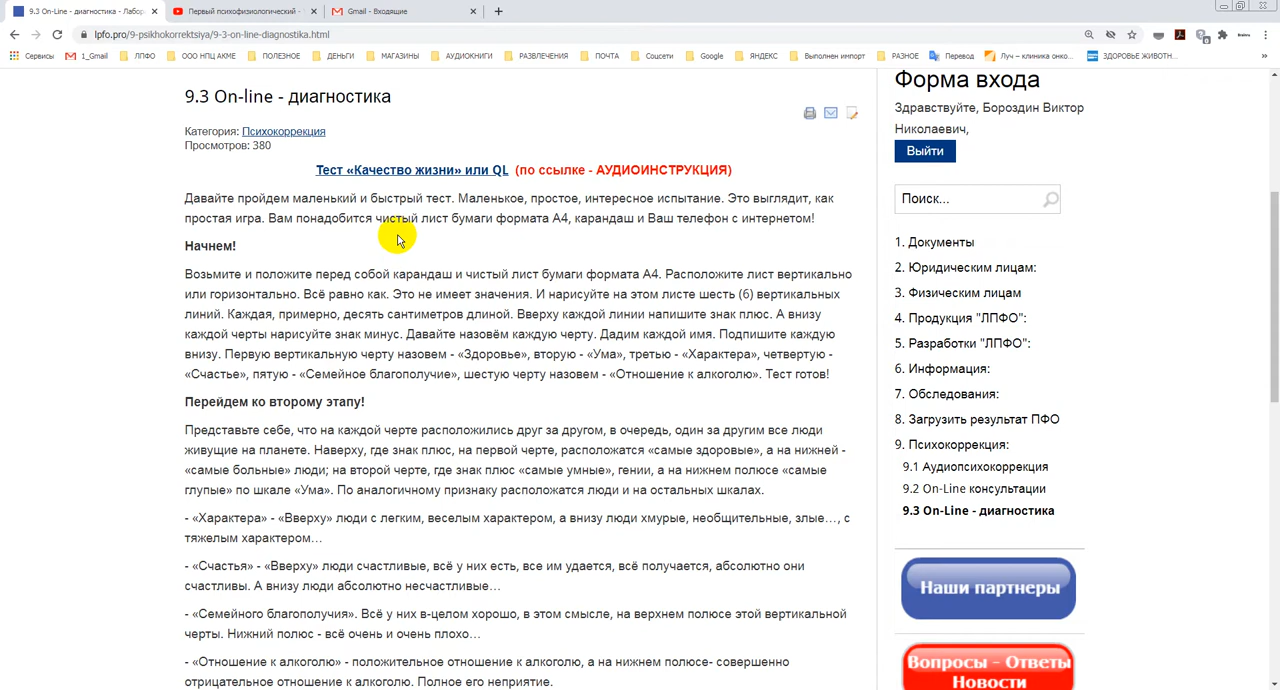 9.3 On-Line - диагностика - Лабор
Первый психофизиологический -
Gmail - Входящие
lpfo.pro/9-psikhokorrektsiya/9-3-on-line-diagnostika.html
Сервисы 1_Gmail ЛПФО ООО НПЦ АКМЕ ПОЛЕЗНОЕ ДЕНЬГИ МАГАЗИНЫ АУДИОКНИГИ РАЗВЛЕЧЕНИЯ ПОЧТА Соцсети Google ЯНДЕКС Выполнен импорт РАЗНОЕ Перевод Луч – клиника онко... ЗДОРОВЬЕ ЖИВОТН... »
9.3 On-line - диагностика
Категория: Психокоррекция
Просмотров: 380
Тест «Качество жизни» или QL (по ссылке - АУДИОИНСТРУКЦИЯ)
Давайте пройдем маленький и быстрый тест. Маленькое, простое, интересное испытание. Это выглядит, как
простая игра. Вам понадобится чистый лист бумаги формата А4, карандаш и Ваш телефон с интернетом!
Начнем!
Возьмите и положите перед собой карандаш и чистый лист бумаги формата А4. Расположите лист вертикально
или горизонтально. Всё равно как. Это не имеет значения. И нарисуйте на этом листе шесть (6) вертикальных
линий. Каждая, примерно, десять сантиметров длиной. Вверху каждой линии напишите знак плюс. А внизу
каждой черты нарисуйте знак минус. Давайте назовём каждую черту. Дадим каждой имя. Подпишите каждую
внизу. Первую вертикальную черту назовем - «Здоровье», вторую - «Ума», третью - «Характера», четвертую -
«Счастье», пятую - «Семейное благополучие», шестую черту назовем - «Отношение к алкоголю». Тест готов!
Перейдем ко второму этапу!
Представьте себе, что на каждой черте расположились друг за другом, в очередь, один за другим все люди
живущие на планете. Наверху, где знак плюс, на первой черте, расположатся «самые здоровые», а на нижней -
«самые больные» люди; на второй черте, где знак плюс «самые умные», гении, а на нижнем полюсе «самые
глупые» по шкале «Ума». По аналогичному признаку расположатся люди и на остальных шкалах.
- «Характера» - «Вверху» люди с легким, веселым характером, а внизу люди хмурые, необщительные, злые…, с
тяжелым характером…
- «Счастья» - «Вверху» люди счастливые, всё у них есть, все им удается, всё получается, абсолютно они
счастливы. А внизу люди абсолютно несчастливые…
- «Семейного благополучия». Всё у них в-целом хорошо, в этом смысле, на верхнем полюсе этой вертикальной
черты. Нижний полюс - всё очень и очень плохо…
- «Отношение к алкоголю» - положительное отношение к алкоголю, а на нижнем полюсе- совершенно
отрицательное отношение к алкоголю. Полное его неприятие.
Форма входа
Здравствуйте, Бороздин Виктор
Николаевич,
Выйти
Поиск...
1. Документы
2. Юридическим лицам:
3. Физическим лицам
4. Продукция "ЛПФО":
5. Разработки "ЛПФО":
6. Информация:
7. Обследования:
8. Загрузить результат ПФО
9. Психокоррекция:
9.1 Аудиопсихокоррекция
9.2 On-Line консультации
9.3 On-Line - диагностика
Наши партнеры
Вопросы - Ответы
Новости